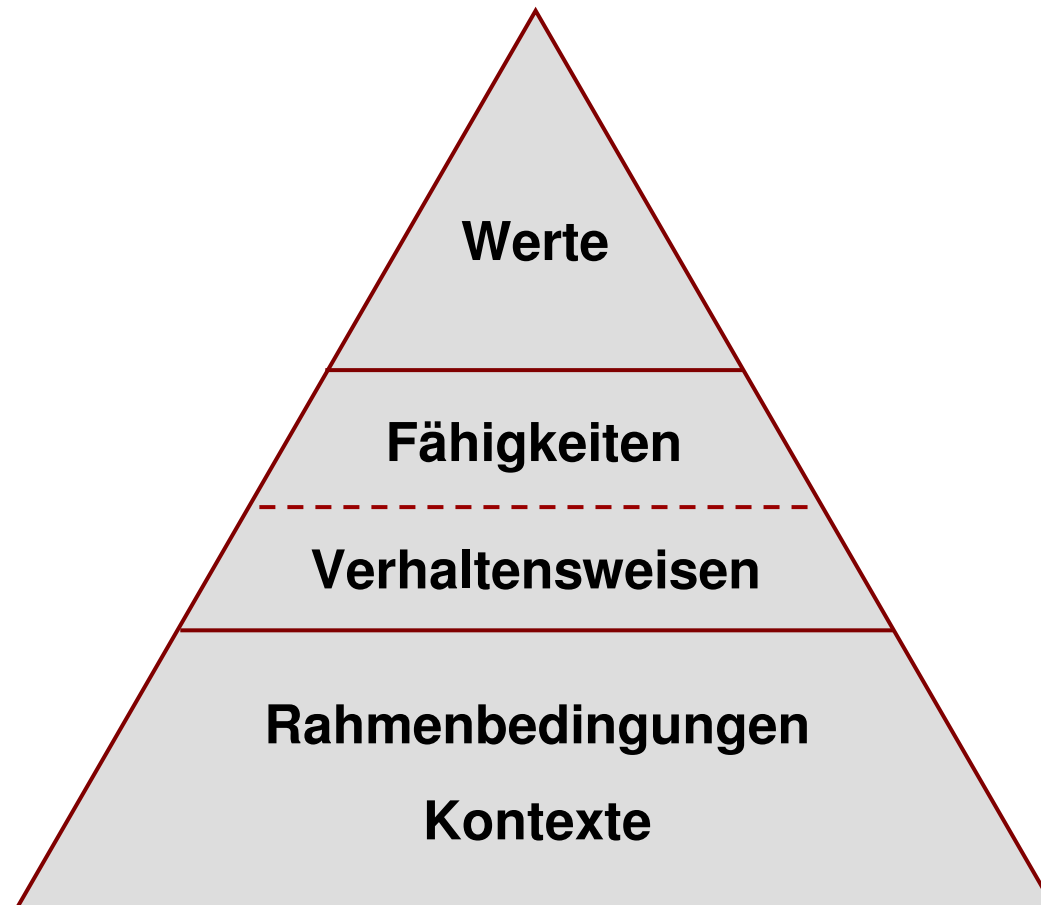 Werte
Fähigkeiten
Verhaltensweisen
Rahmenbedingungen
Kontexte